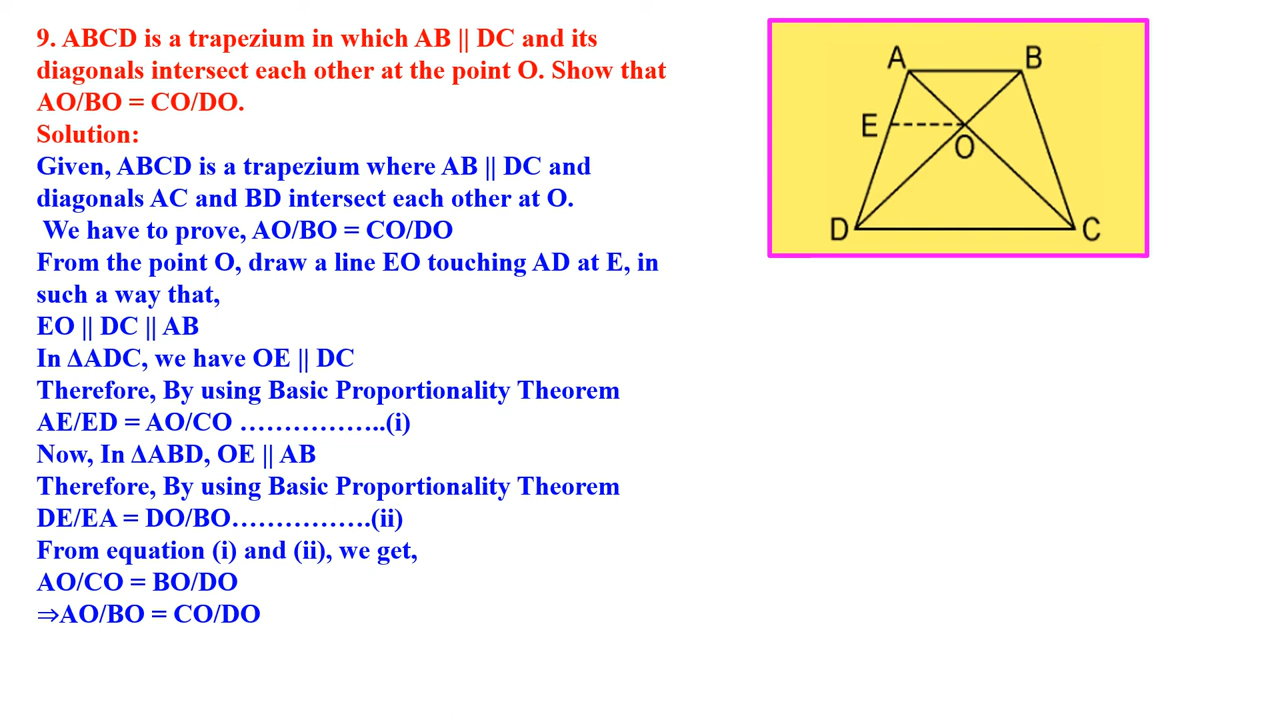 9. ABCD is a trapezium in which AB || DC and its
diagonals intersect each other at the point O. Show that
AO/BO = CO/DO.
Solution:
Given, ABCD is a trapezium where AB || DC and
diagonals AC and BD intersect each other at O.
We have to prove, AO/BO = CO/DO
From the point O, draw a line EO touching AD at E, in
such a way that,
EO || DC || AB
In ΔADC, we have OE || DC
Therefore, By using Basic Proportionality Theorem
AE/ED = AO/CO ……………..(i)
Now, In ΔABD, OE || AB
Therefore, By using Basic Proportionality Theorem
DE/EA = DO/BO…………….(ii)
From equation (i) and (ii), we get,
AO/CO = BO/DO
⇒AO/BO = CO/DO
A B
E
O
D C